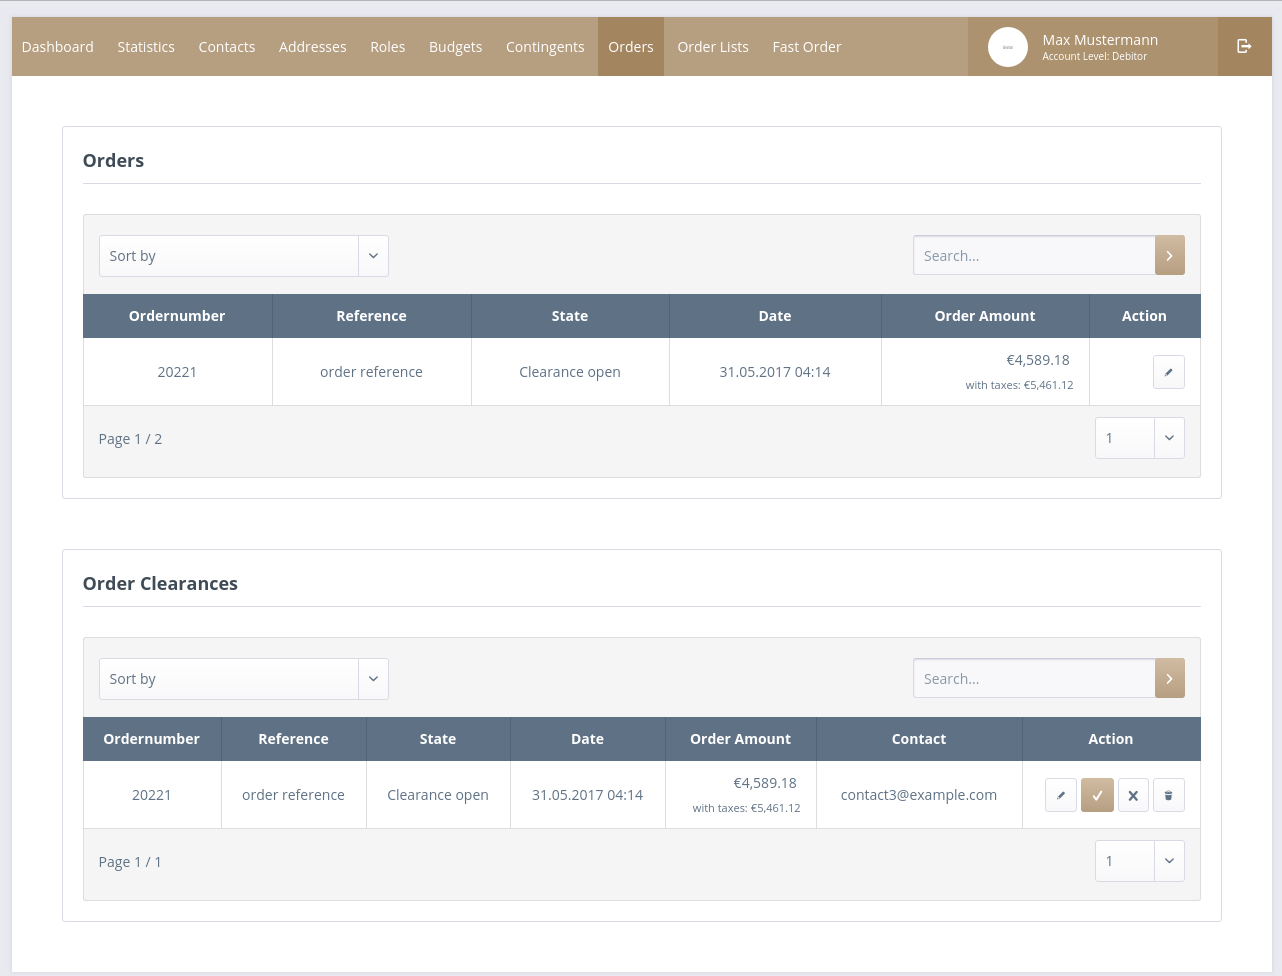 Dashboard Statistics Contacts Addresses Roles Budgets Contingents Orders Order Lists Fast Order Max Mustermann
Account Level: Debitor
Orders
Sort by Search...
Ordernumber Reference State Date Order Amount Action
20221 order reference Clearance open 31.05.2017 04:14 €4,589.18
with taxes: €5,461.12
Page 1 / 2 1
Order Clearances
Sort by Search...
Ordernumber Reference State Date Order Amount Contact Action
20221 order reference Clearance open 31.05.2017 04:14 €4,589.18 contact3@example.com
with taxes: €5,461.12
Page 1 / 1 1